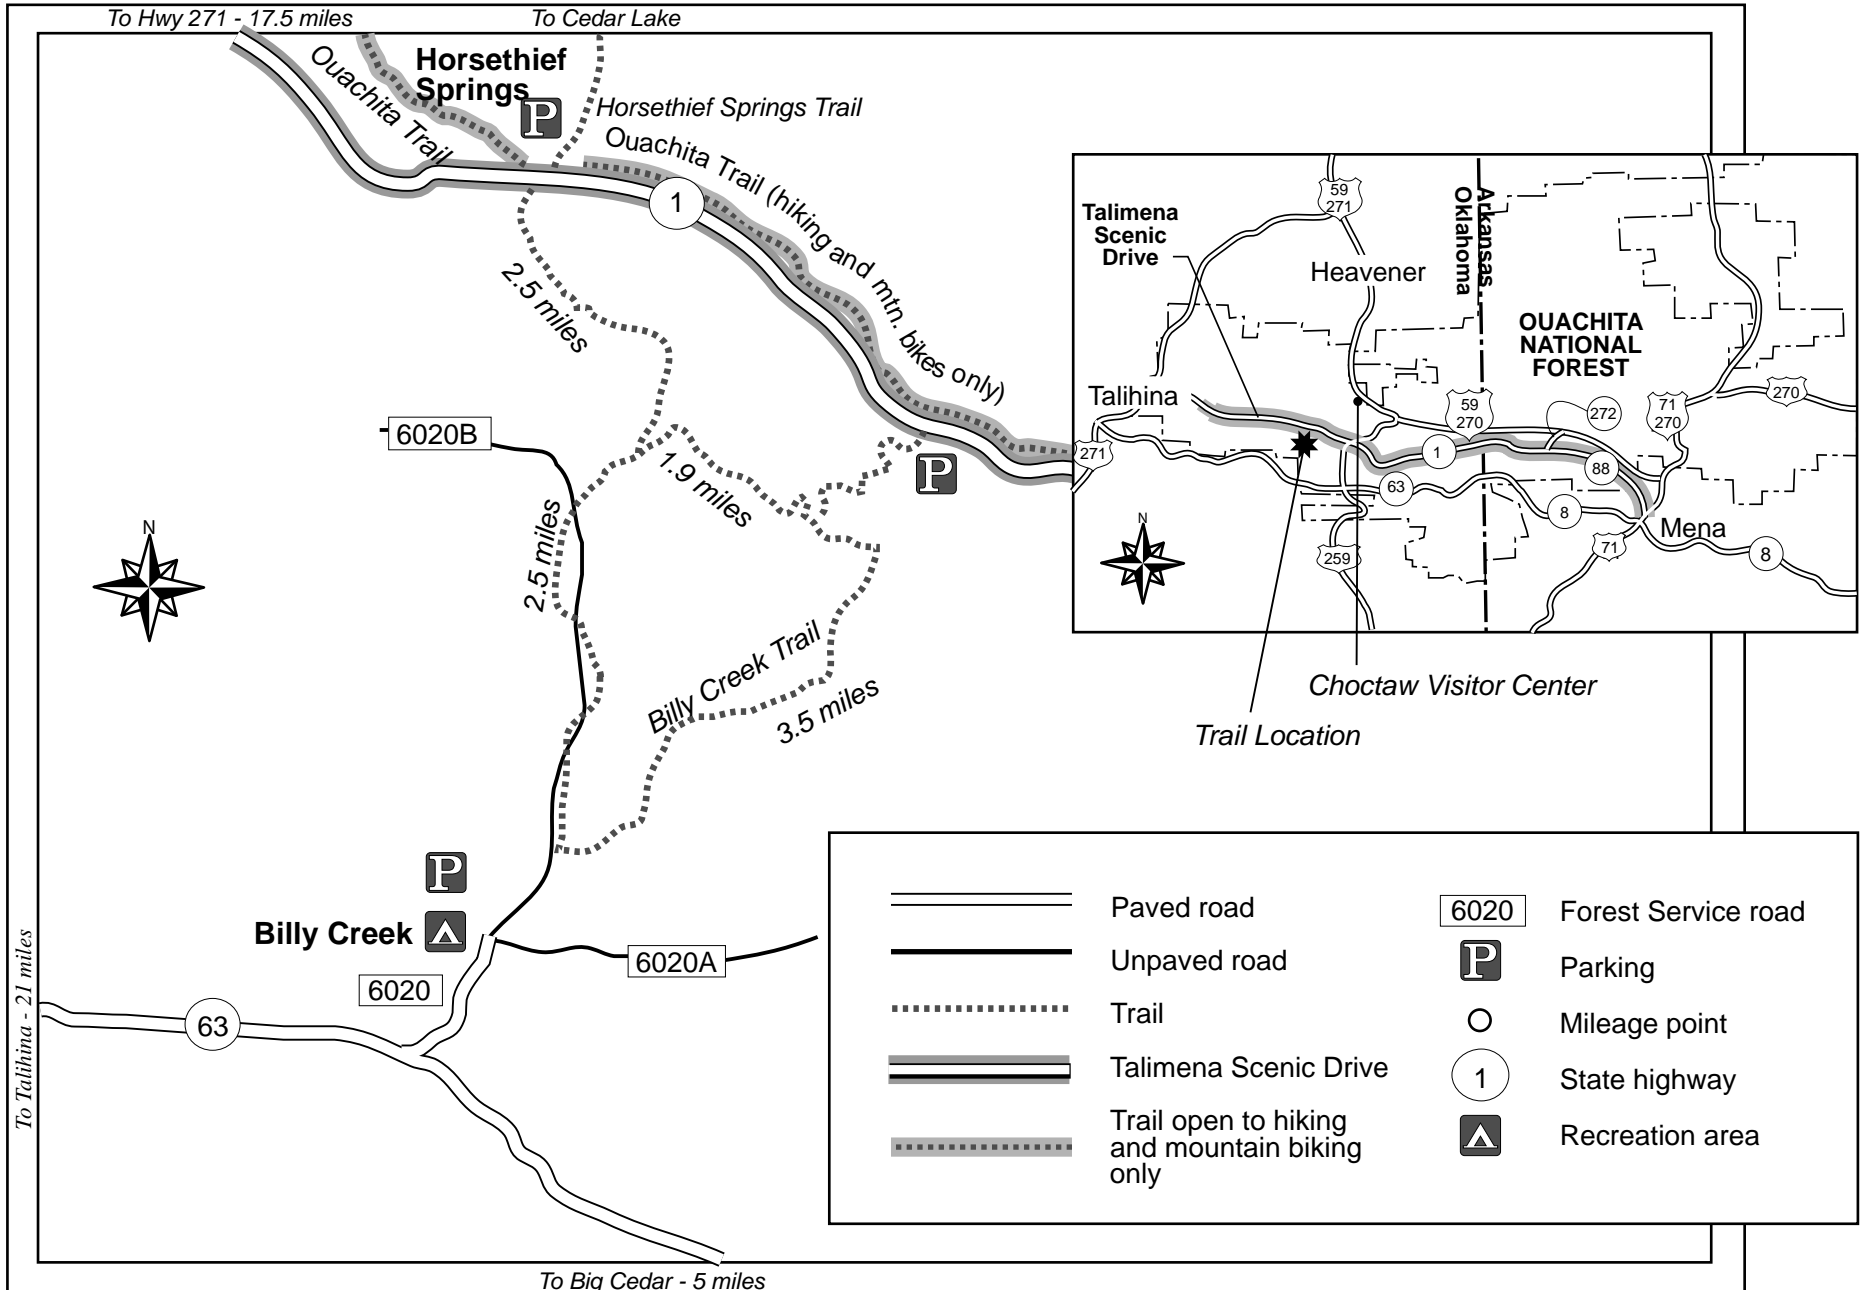 To Hwy 271 - 17.5 miles
To Cedar Lake
Ouachita Trail
Horsethief
Springs
P
Horsethief Springs Trail
Ouachita Trail (hiking and mtn. bikes only)
1
2.5 miles
6020B
1.9 miles
P
2.5 miles
N
Billy Creek Trail
3.5 miles
P
Billy Creek
6020A
6020
63
To Talihina - 21 miles
To Big Cedar - 5 miles
59
271
Talimena
Scenic
Drive
Arkansas
Oklahoma
Heavener
OUACHITA
NATIONAL
FOREST
Talihina
59
270
272
71
270
270
271
1
88
63
8
N
Mena
259
71
8
Choctaw Visitor Center
Trail Location
Paved road
Unpaved road
Trail
Talimena Scenic Drive
Trail open to hiking
and mountain biking
only
6020
Forest Service road
P
Parking
Mileage point
1
State highway
Recreation area